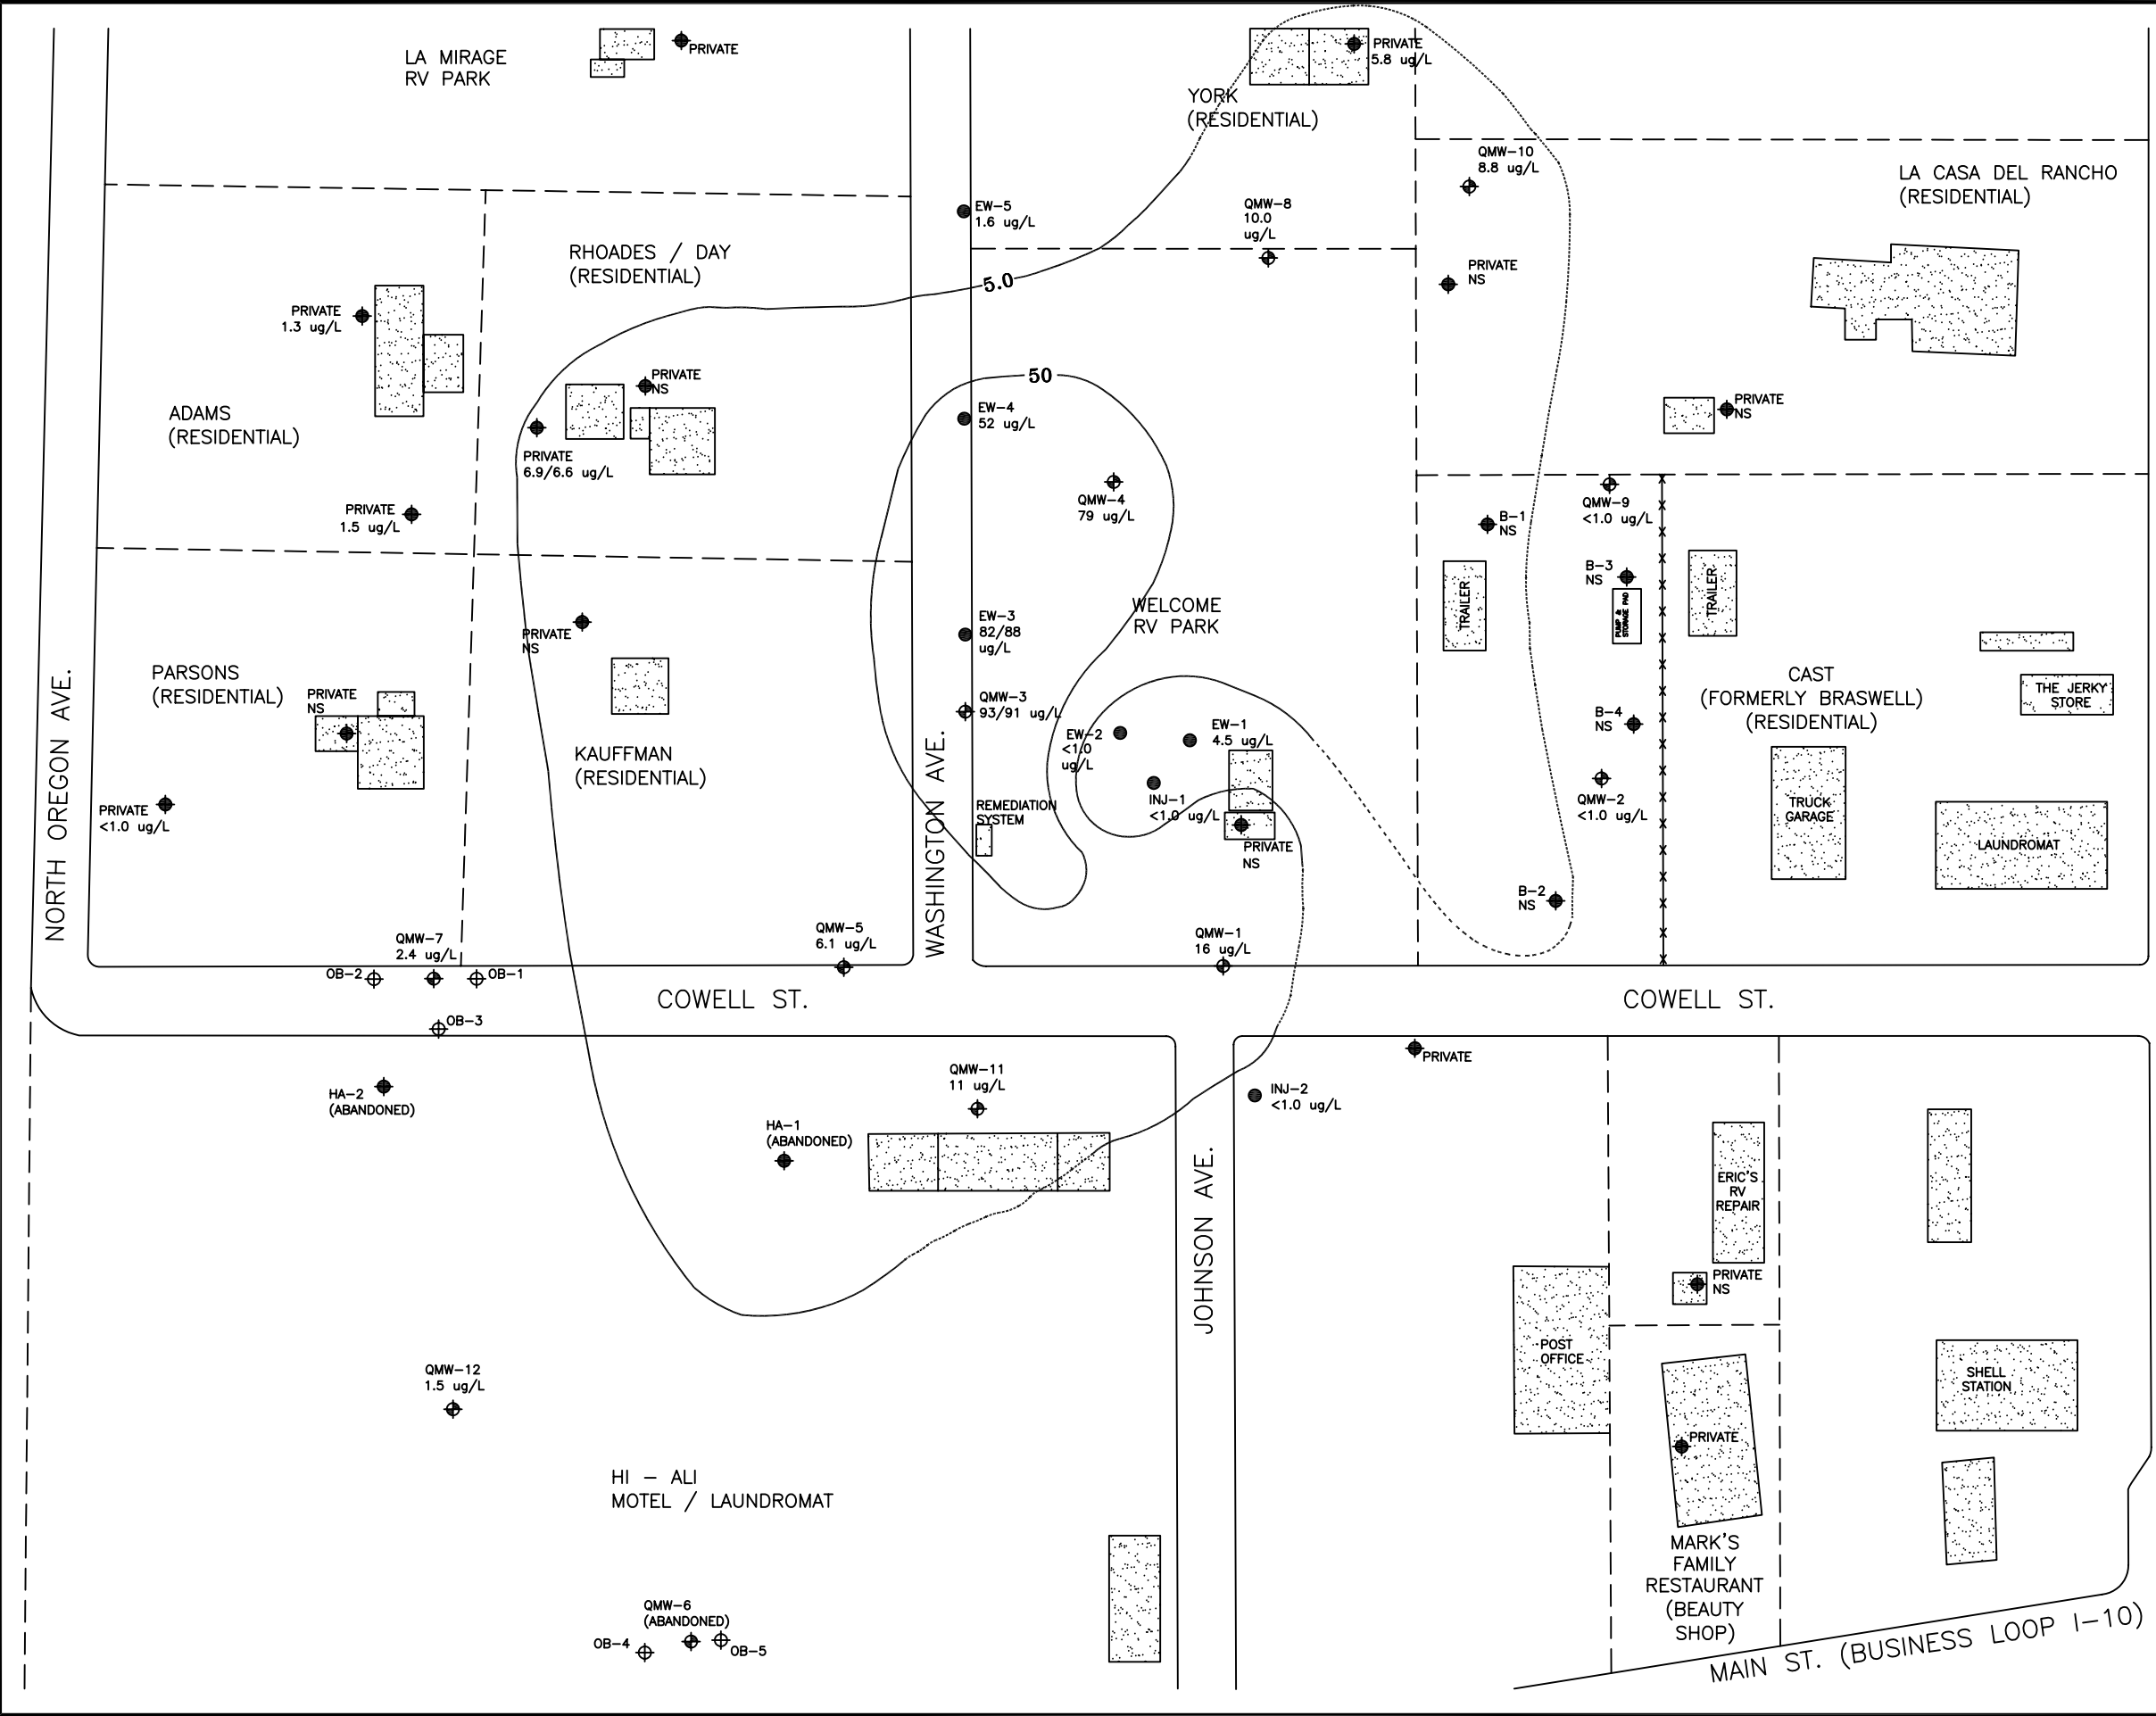 LA MIRAGE
RV PARK
PRIVATE
PRIVATE
5.8 ug/L
YORK
(RESIDENTIAL)
QMW-10
8.8 ug/L
LA CASA DEL RANCHO
(RESIDENTIAL)
EW-5
1.6 ug/L
QMW-8
10.0
ug/L
RHOADES / DAY
(RESIDENTIAL)
5.0
PRIVATE
NS
PRIVATE
1.3 ug/L
50
PRIVATE
NS
ADAMS
(RESIDENTIAL)
EW-4
52 ug/L
PRIVATE
NS
PRIVATE
6.9/6.6 ug/L
PRIVATE
1.5 ug/L
QMW-4
79 ug/L
QMW-9
<1.0 ug/L
B-1
NS
B-3
NS
TRAILER
PUMP &
STORAGE PAD
TRAILER
PRIVATE
NS
EW-3
82/88
ug/L
WELCOME
RV PARK
PARSONS
(RESIDENTIAL)
PRIVATE
NS
QMW-3
93/91 ug/L
CAST
(FORMERLY BRASWELL)
(RESIDENTIAL)
THE JERKY
STORE
NORTH OREGON AVE.
KAUFFMAN
(RESIDENTIAL)
WASHINGTON AVE.
EW-2
<1.0
ug/L
EW-1
4.5 ug/L
B-4
NS
PRIVATE
<1.0 ug/L
REMEDIATION
SYSTEM
INJ-1
<1.0 ug/L
PRIVATE
NS
QMW-2
<1.0 ug/L
TRUCK
GARAGE
LAUNDROMAT
B-2
NS
QMW-7
2.4 ug/L
QMW-5
6.1 ug/L
QMW-1
16 ug/L
OB-2
OB-1
COWELL ST.
COWELL ST.
OB-3
PRIVATE
HA-2
(ABANDONED)
QMW-11
11 ug/L
INJ-2
<1.0 ug/L
HA-1
(ABANDONED)
JOHNSON AVE.
ERIC'S
RV
REPAIR
PRIVATE
NS
POST
OFFICE
SHELL
STATION
QMW-12
1.5 ug/L
PRIVATE
HI - ALI
MOTEL / LAUNDROMAT
MARK'S
FAMILY
RESTAURANT
(BEAUTY
SHOP)
QMW-6
(ABANDONED)
OB-4
OB-5
MAIN ST. (BUSINESS LOOP I-10)